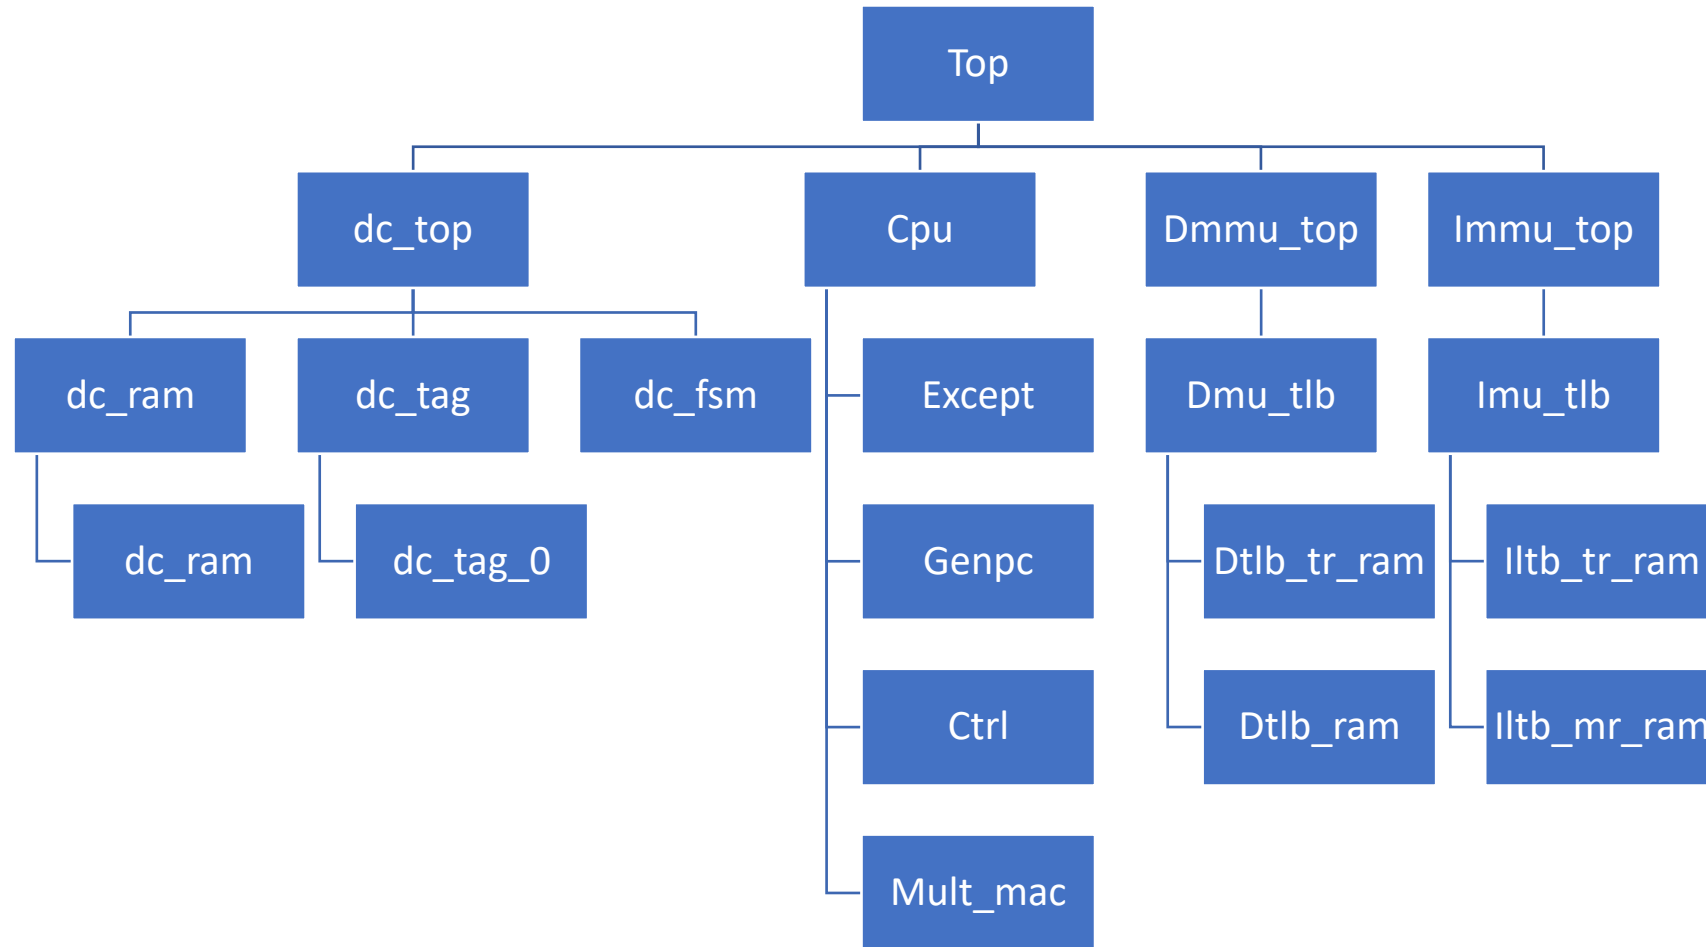 Top
dc_top
Cpu
Dmmu_top
Immu_top
dc_ram
dc_tag
dc_fsm
Except
Dmu_tlb
Imu_tlb
dc_ram
dc_tag_0
Genpc
Dtlb_tr_ram
Iltb_tr_ram
Ctrl
Dtlb_ram
Iltb_mr_ram
Mult_mac